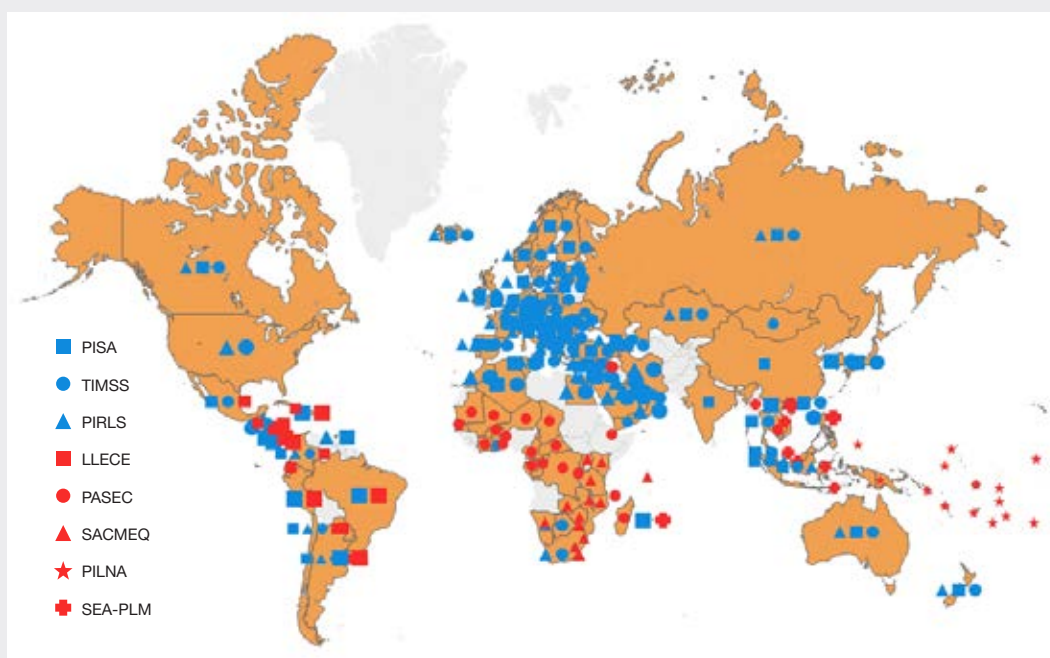 PISA
TIMSS
PIRLS
LLECE
PASEC
SACMEQ
PILNA
SEA-PLM